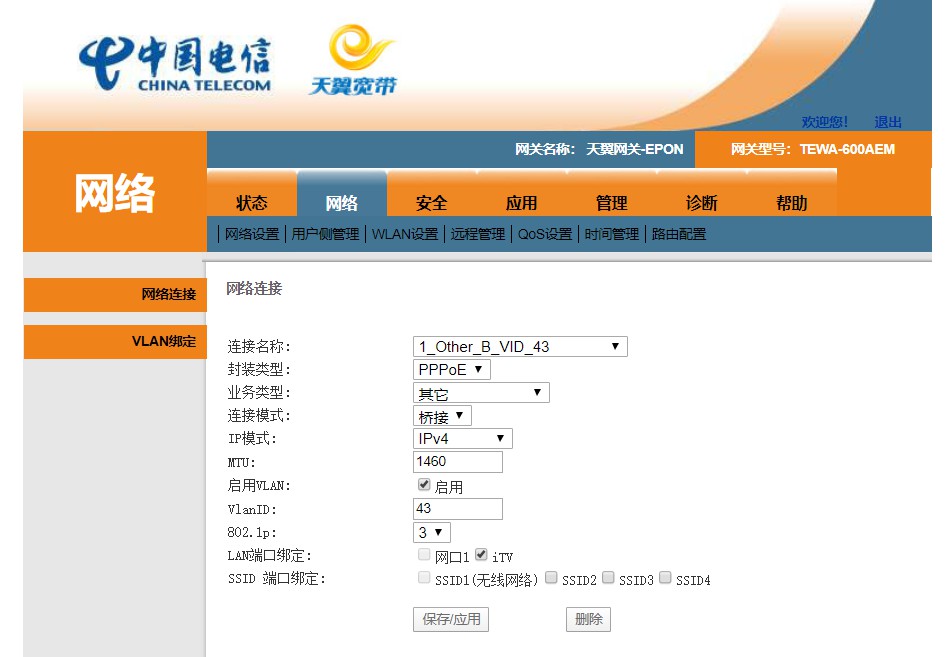 中国电信
CHINA TELECOM
天翼宽带
欢迎您! 退出
网关名称: 天翼网关-EPON 网关型号: TEWA-600AEM
网络
状态 网络 安全 应用 管理 诊断 帮助
网络设置 用户侧管理 WLAN设置 远程管理 QoS设置 时间管理 路由配置
网络连接
VLAN绑定
网络连接
连接名称: 1_Other_B_VID_43
封装类型: PPPoE
业务类型: 其它
连接模式: 桥接
IP模式: IPv4
MTU: 1460
启用VLAN: 启用
VlanID: 43
802.1p: 3
LAN端口绑定: 网口1 iTV
SSID 端口绑定: SSID1(无线网络) SSID2 SSID3 SSID4
保存/应用 删除